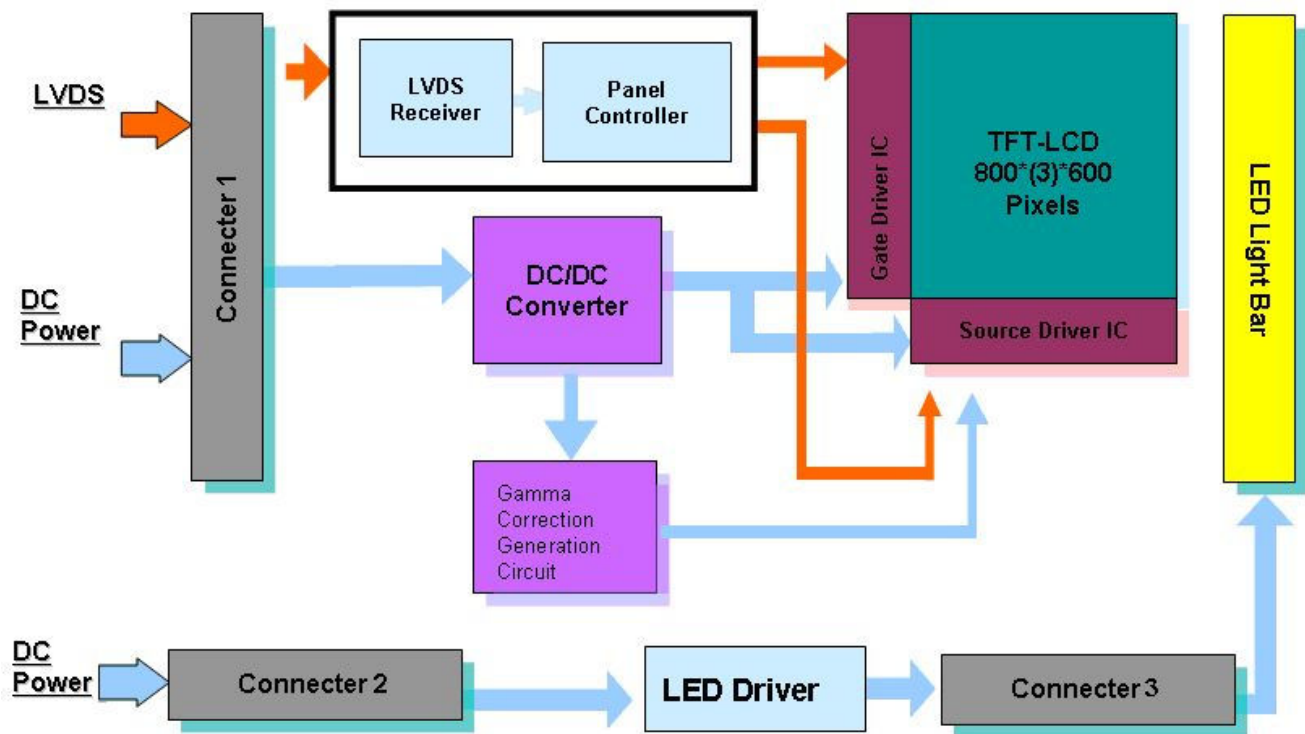 LVDS
DC
Power
Connecter 1
LVDS
Receiver
Panel
Controller
DC/DC
Converter
Gamma
Correction
Generation
Circuit
Gate Driver IC
TFT-LCD
800*(3)*600
Pixels
Source Driver IC
LED Light Bar
DC
Power
Connecter 2
LED Driver
Connecter 3